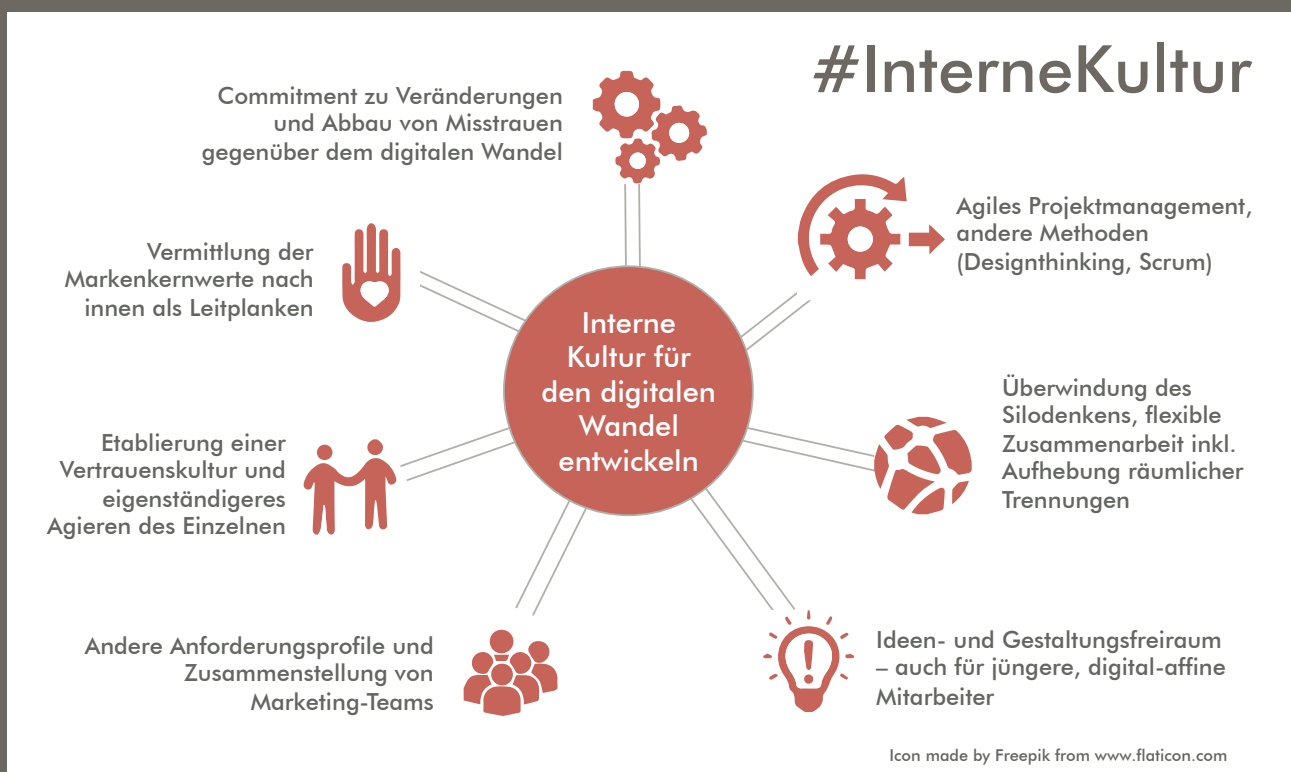 #InterneKultur
Commitment zu Veränderungen
und Abbau von Misstrauen
gegenüber dem digitalen Wandel
Agiles Projektmanagement,
andere Methoden
(Designthinking, Scrum)
Vermittlung der
Markenkernwerte nach
innen als Leitplanken
Interne
Kultur für
den digitalen
Wandel
entwickeln
Überwindung des
Silodenkens, flexible
Zusammenarbeit inkl.
Aufhebung räumlicher
Trennungen
Etablierung einer
Vertrauenskultur und
eigenständigeres
Agieren des Einzelnen
Andere Anforderungsprofile und
Zusammenstellung von
Marketing-Teams
Ideen- und Gestaltungsfreiraum
– auch für jüngere, digital-affine
Mitarbeiter
Icon made by Freepik from www.flaticon.com